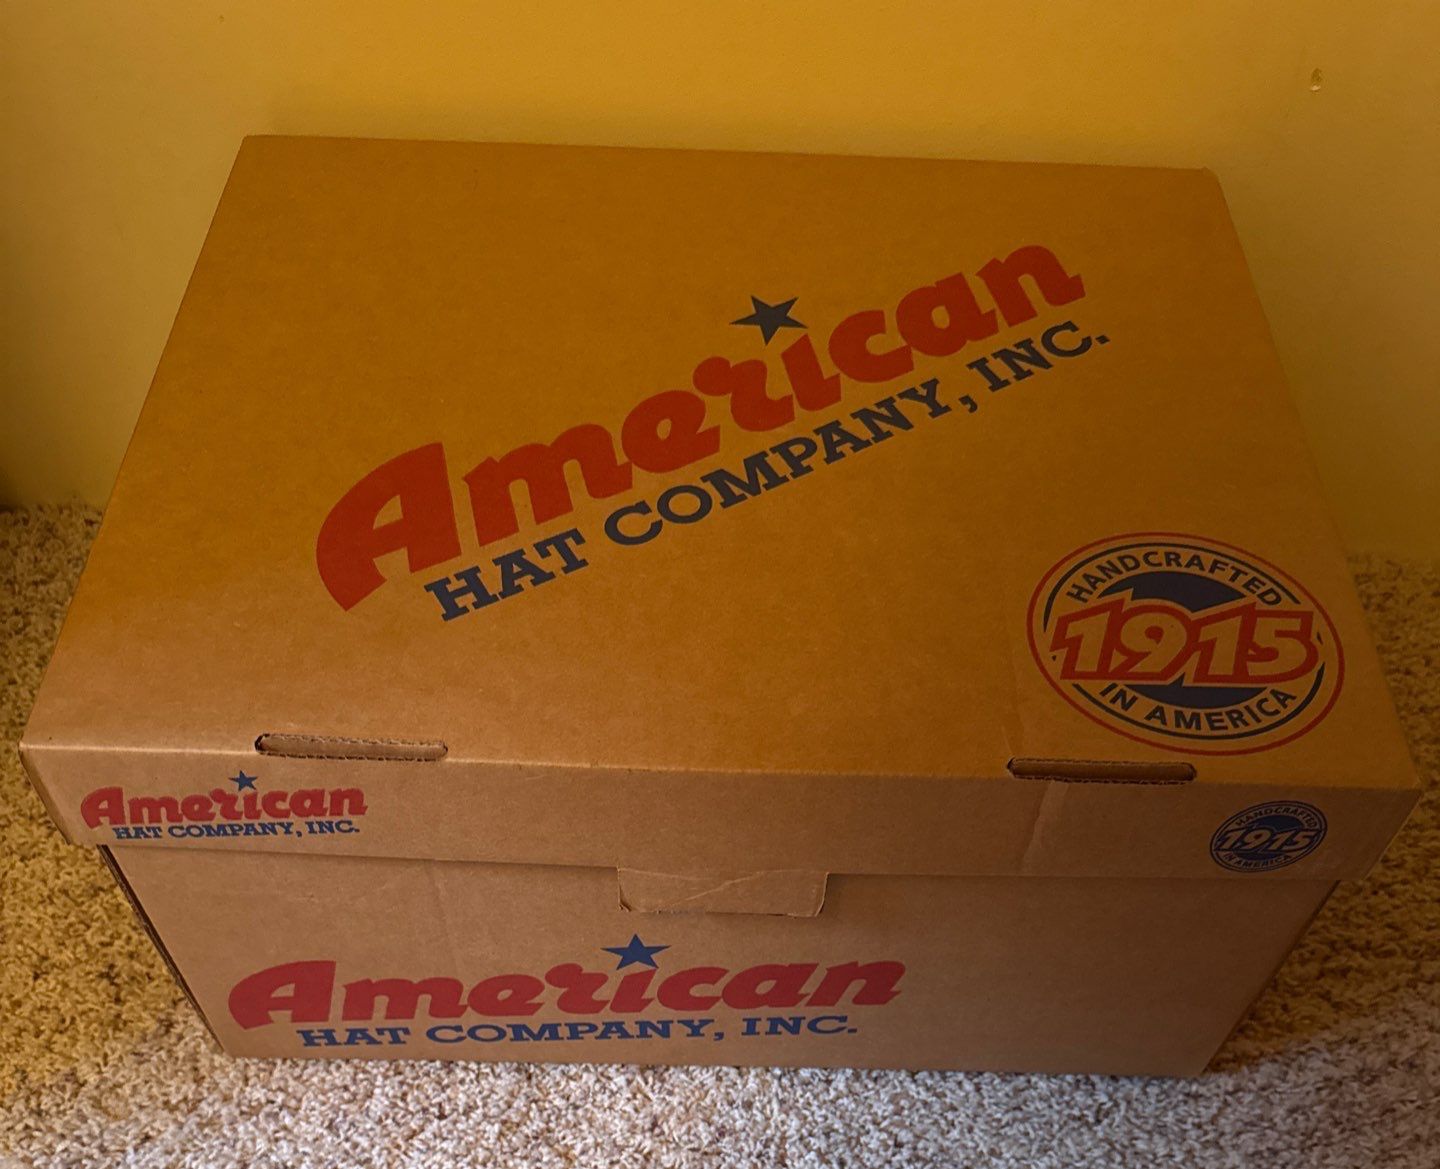 American
HAT COMPANY, INC.
HANDCRAFTED
1915
IN AMERICA
American
HAT COMPANY, INC.
HANDCRAFTED
1915
IN AMERICA
American
HAT COMPANY, INC.